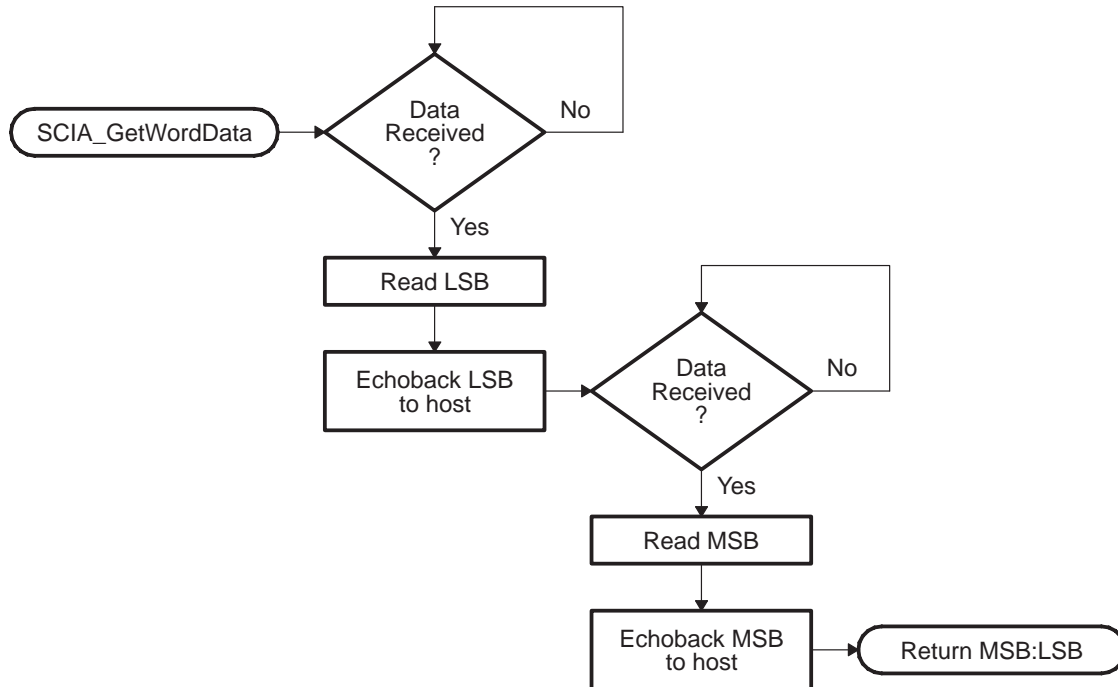 SCIA_GetWordData
Data
Received
?
No
Yes
Read LSB
Echoback LSB
to host
Data
Received
?
No
Yes
Read MSB
Echoback MSB
to host
Return MSB:LSB